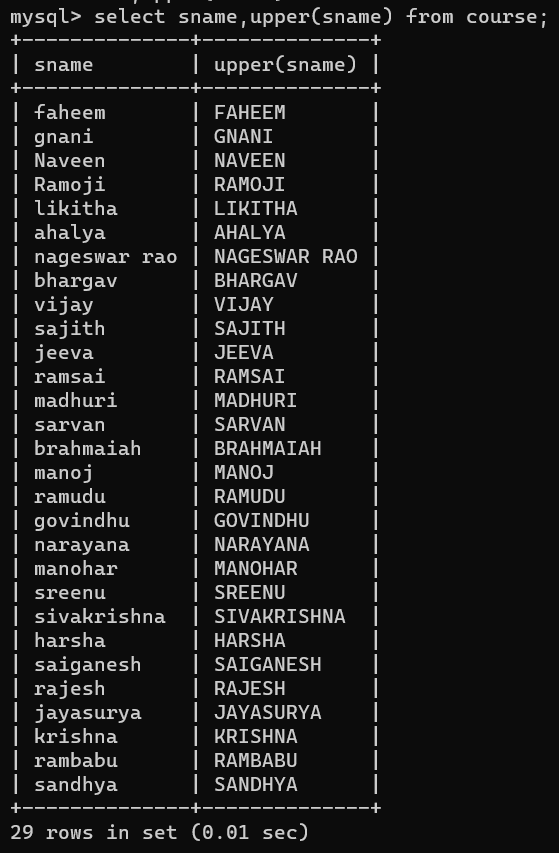 mysql> select sname,upper(sname) from course;
+--------------+--------------+
| sname        | upper(sname) |
+--------------+--------------+
| faheem       | FAHEEM       |
| gnani        | GNANI        |
| Naveen       | NAVEEN       |
| Ramoji       | RAMOJI       |
| likitha      | LIKITHA      |
| ahalya       | AHALYA       |
| nageswar rao | NAGESWAR RAO |
| bhargav      | BHARGAV      |
| vijay        | VIJAY        |
| sajith       | SAJITH       |
| jeeva        | JEEVA        |
| ramsai       | RAMSAI       |
| madhuri      | MADHURI      |
| sarvan       | SARVAN       |
| brahmaiah    | BRAHMAIAH    |
| manoj        | MANOJ        |
| ramudu       | RAMUDU       |
| govindhu     | GOVINDHU     |
| narayana     | NARAYANA     |
| manohar      | MANOHAR      |
| sreenu       | SREENU       |
| sivakrishna  | SIVAKRISHNA  |
| harsha       | HARSHA       |
| saiganesh    | SAIGANESH    |
| rajesh       | RAJESH       |
| jayasurya    | JAYASURYA    |
| krishna      | KRISHNA      |
| rambabu      | RAMBABU      |
| sandhya      | SANDHYA      |
+--------------+--------------+
29 rows in set (0.01 sec)